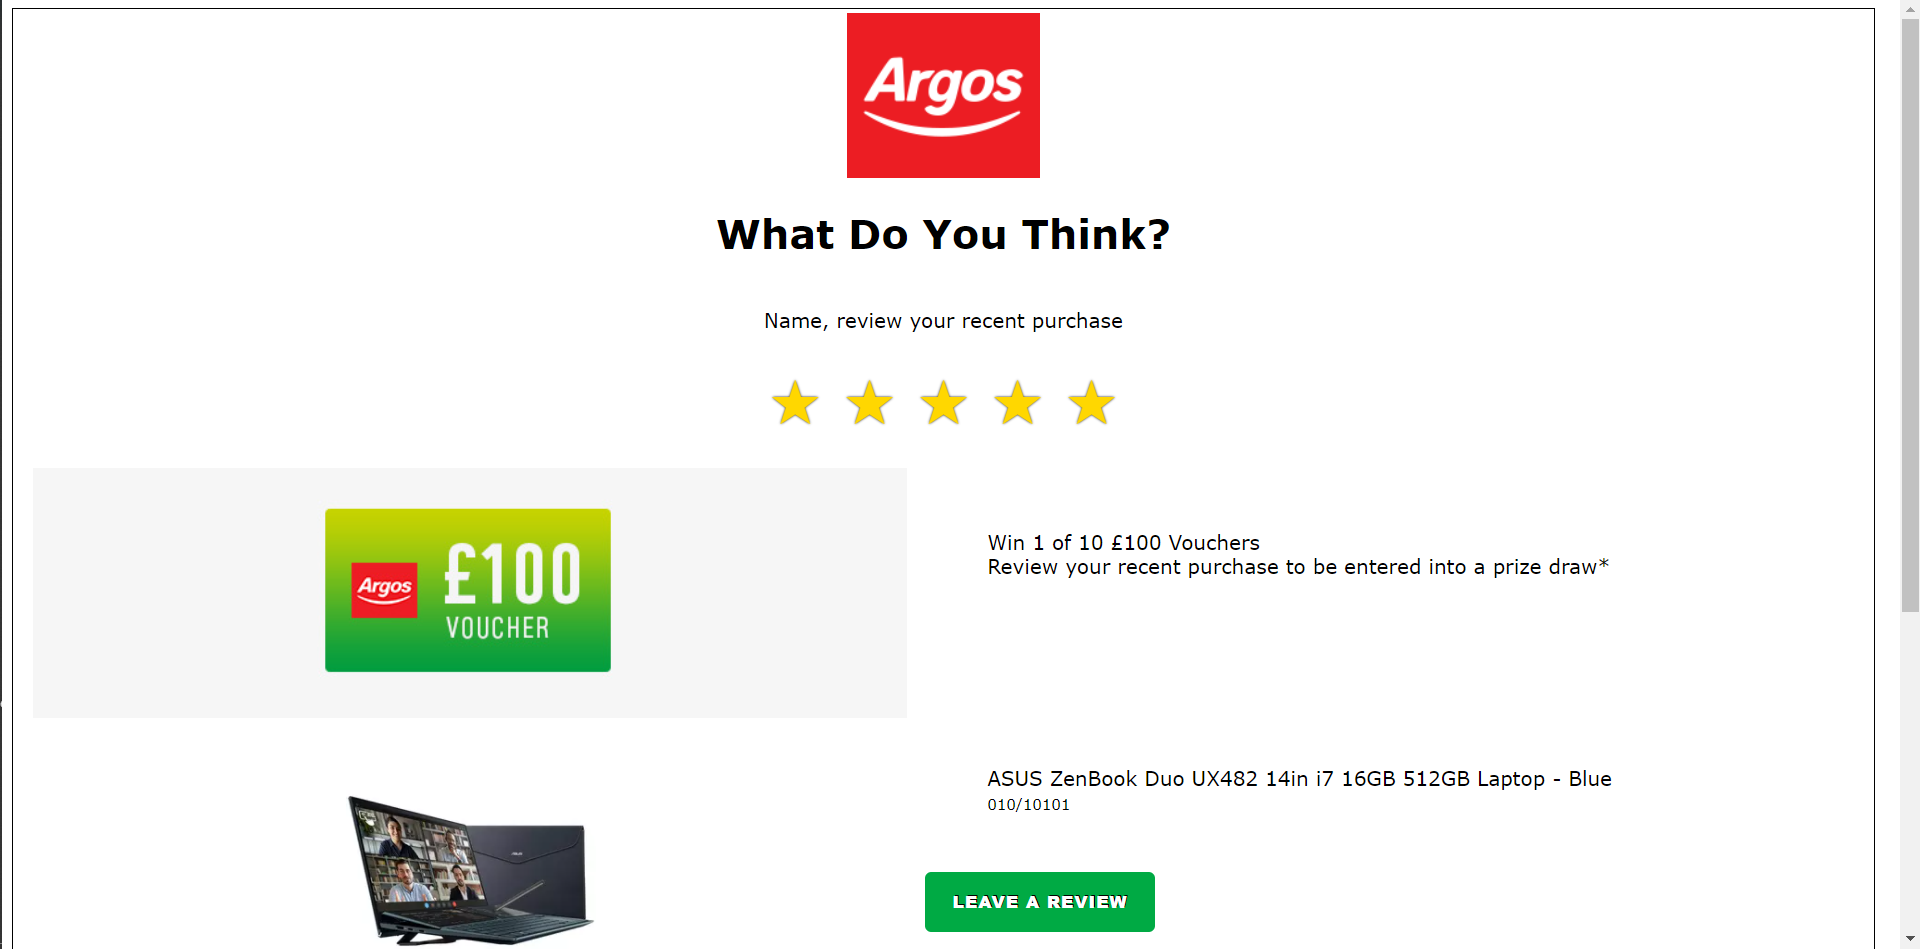 Argos
What Do You Think?
Name, review your recent purchase
Argos
£100
VOUCHER
Win 1 of 10 £100 Vouchers
Review your recent purchase to be entered into a prize draw*
ASUS ZenBook Duo UX482 14in i7 16GB 512GB Laptop - Blue
010/10101
LEAVE A REVIEW